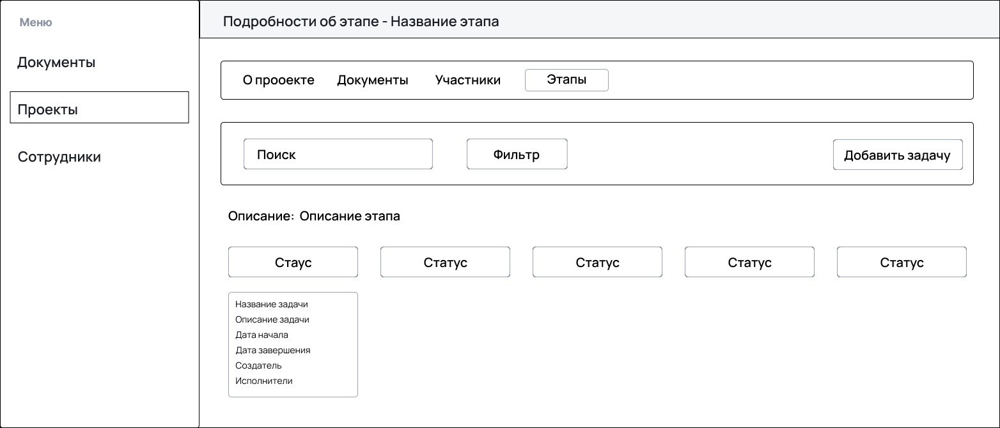 Меню
Документы
Проекты
Сотрудники
Подробности об этапе - Название этапа
О прооекте
Документы
Участники
Этапы
Поиск
Фильтр
Добавить задачу
Описание: Описание этапа
Стаус
Статус
Статус
Статус
Статус
Название задачи
Описание задачи
Дата начала
Дата завершения
Создатель
Исполнители